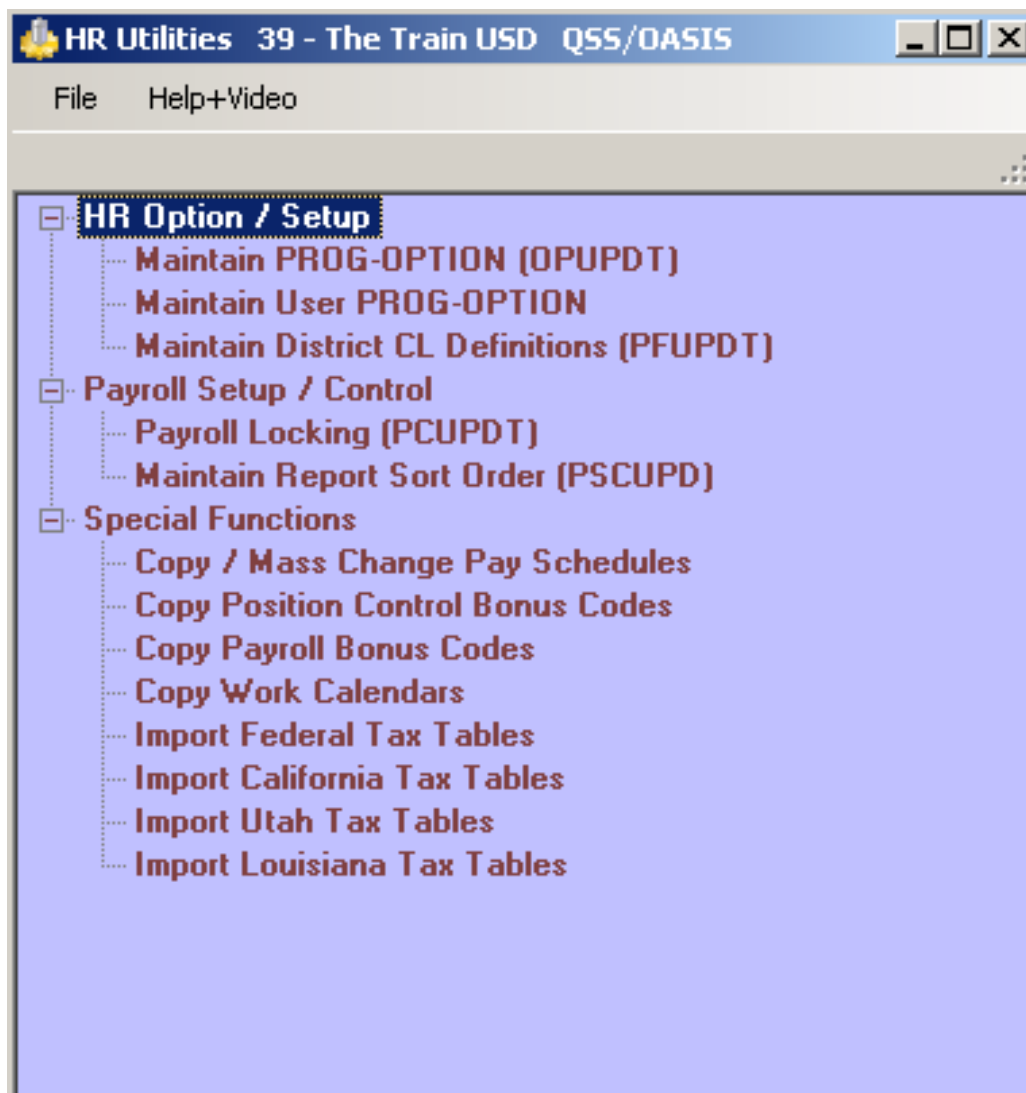 HR Utilities 39 - The Train USD QSS/OASIS
File Help+Video
HR Option / Setup
Maintain PROG-OPTION (OPUPDT)
Maintain User PROG-OPTION
Maintain District CL Definitions (PFUPDT)
Payroll Setup / Control
Payroll Locking (PCUPDT)
Maintain Report Sort Order (PSCUPD)
Special Functions
Copy / Mass Change Pay Schedules
Copy Position Control Bonus Codes
Copy Payroll Bonus Codes
Copy Work Calendars
Import Federal Tax Tables
Import California Tax Tables
Import Utah Tax Tables
Import Louisiana Tax Tables